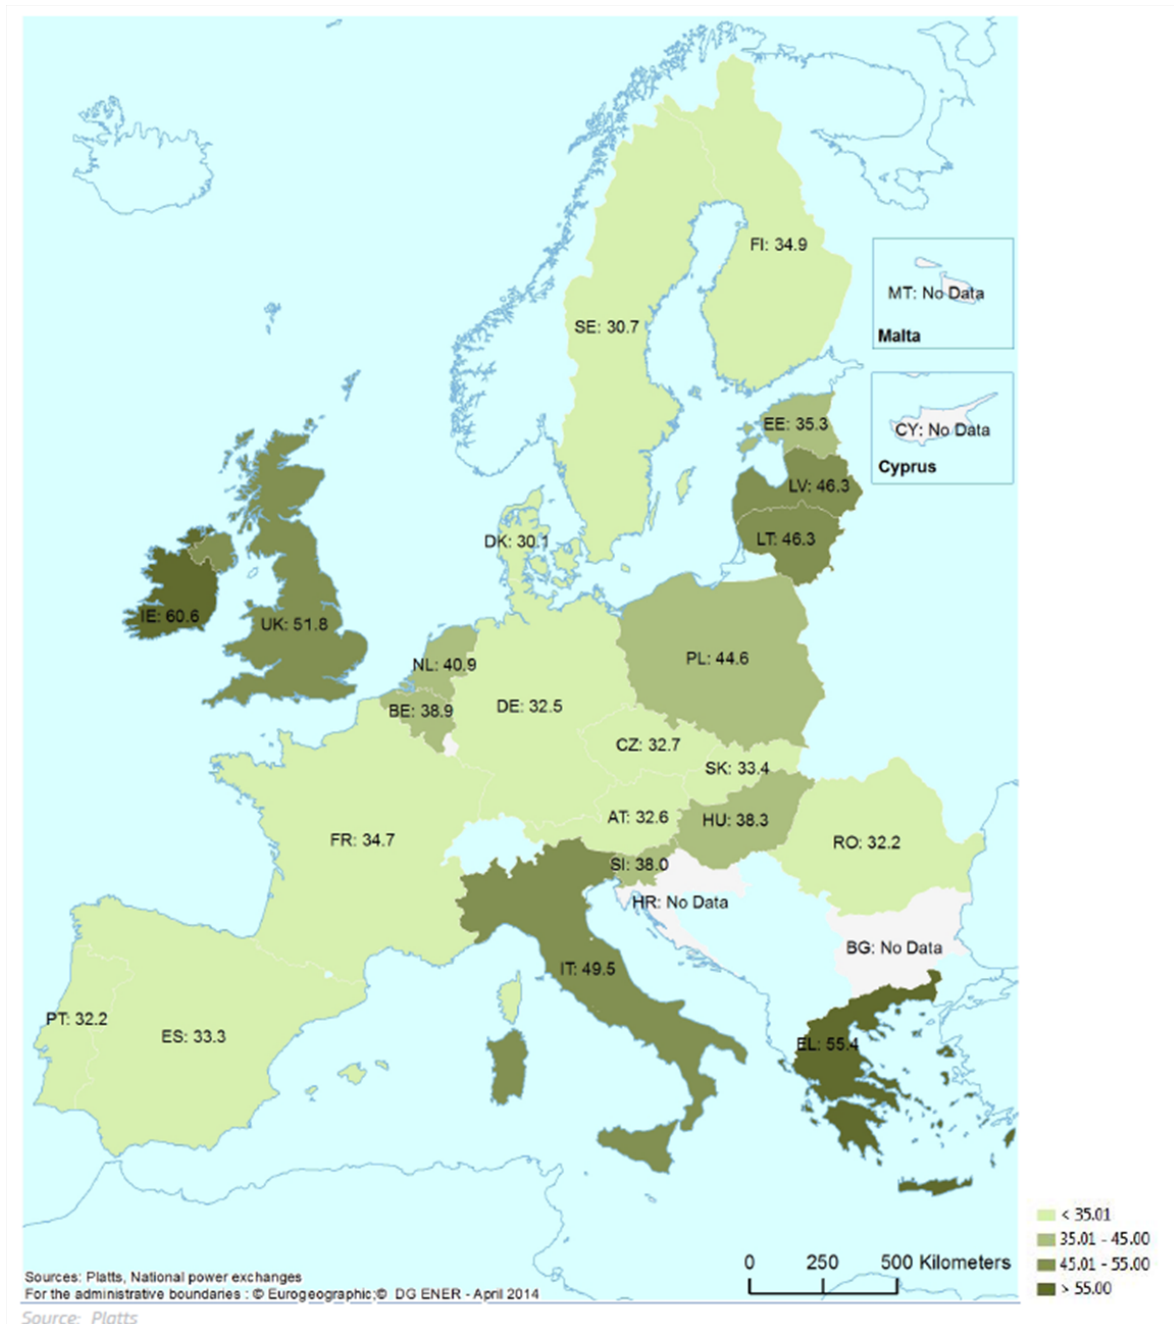 FI: 34.9
MT: No Data
Malta
SE: 30.7
CY: No Data
Cyprus
EE: 35.3
LV: 46.3
LT: 46.3
DK: 30.1
IE: 60.6
UK: 51.8
NL: 40.9
PL: 44.6
BE: 38.9
DE: 32.5
CZ: 32.7
SK: 33.4
AT: 32.6
HU: 38.3
FR: 34.7
RO: 32.2
SI: 38.0
HR: No Data
BG: No Data
IT: 49.5
PT: 32.2
ES: 33.3
EL: 55.4
< 35.01
35.01 - 45.00
45.01 - 55.00
> 55.00
0 250 500 Kilometers
Sources: Platts, National power exchanges
For the administrative boundaries : © Eurogeographic;© DG ENER - April 2014
Source: Platts